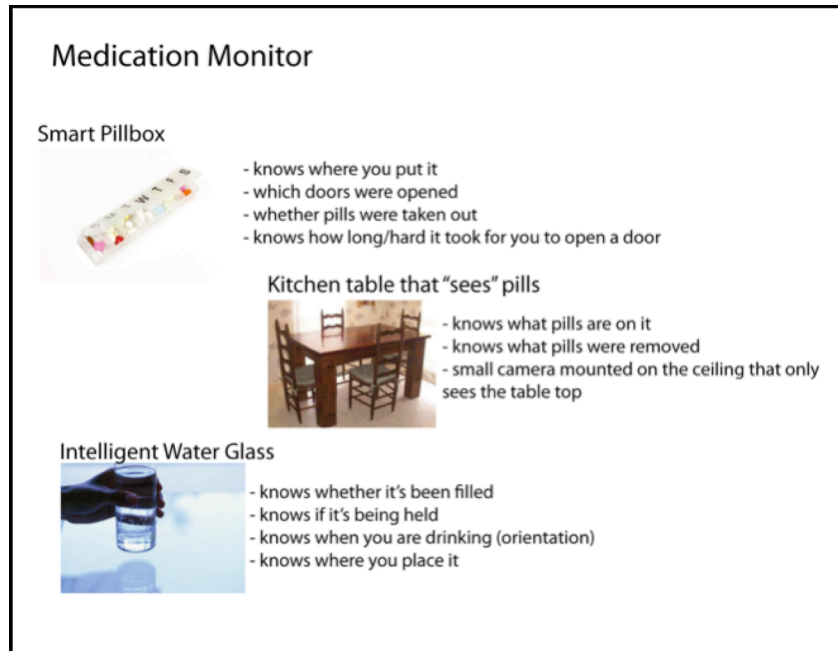 Medication Monitor
Smart Pillbox
- knows where you put it
- which doors were opened
- whether pills were taken out
- knows how long/hard it took for you to open a door
Kitchen table that “sees” pills
- knows what pills are on it
- knows what pills were removed
- small camera mounted on the ceiling that only
sees the table top
Intelligent Water Glass
- knows whether it’s been filled
- knows if it’s being held
- knows when you are drinking (orientation)
- knows where you place it